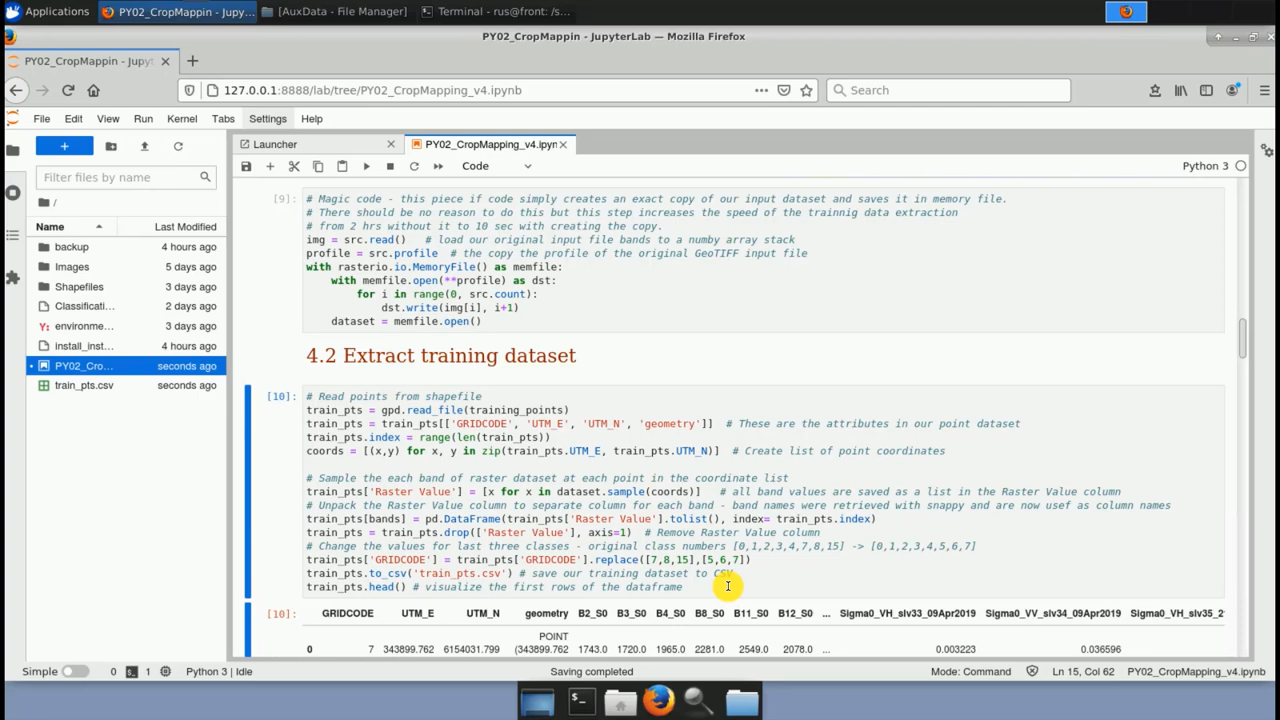 Applications
PY02_CropMappin - Jupy...
[AuxData - File Manager]
Terminal - rus@front: /s...
PY02_CropMappin - JupyterLab — Mozilla Firefox
PY02_CropMappin - Jupyt
127.0.0.1:8888/lab/tree/PY02_CropMapping_v4.ipynb
Search
File Edit View Run Kernel Tabs Settings Help
Launcher
PY02_CropMapping_v4.ipyn
Code
Python 3
Filter files by name
/
Name Last Modified
backup 4 hours ago
Images 5 days ago
Shapefiles 3 days ago
Classificati... 2 days ago
Y: environme... 3 days ago
install_inst... 4 hours ago
PY02_Cro... seconds ago
train_pts.csv seconds ago
[9]:
# Magic code - this piece if code simply creates an exact copy of our input dataset and saves it in memory file.
# There should be no reason to do this but this step increases the speed of the trainnig data extraction
# from 2 hrs without it to 10 sec with creating the copy.
img = src.read() # load our original input file bands to a numby array stack
profile = src.profile # the copy the profile of the original GeoTIFF input file
with rasterio.io.MemoryFile() as memfile:
with memfile.open(**profile) as dst:
for i in range(0, src.count):
dst.write(img[i], i+1)
dataset = memfile.open()
4.2 Extract training dataset
[10]:
# Read points from shapefile
train_pts = gpd.read_file(training_points)
train_pts = train_pts[['GRIDCODE', 'UTM_E', 'UTM_N', 'geometry']] # These are the attributes in our point dataset
train_pts.index = range(len(train_pts))
coords = [(x,y) for x, y in zip(train_pts.UTM_E, train_pts.UTM_N)] # Create list of point coordinates
# Sample the each band of raster dataset at each point in the coordinate list
train_pts['Raster Value'] = [x for x in dataset.sample(coords)] # all band values are saved as a list in the Raster Value column
# Unpack the Raster Value column to separate column for each band - band names were retrieved with snappy and are now usef as column names
train_pts[bands] = pd.DataFrame(train_pts['Raster Value'].tolist(), index= train_pts.index)
train_pts = train_pts.drop(['Raster Value'], axis=1) # Remove Raster Value column
# Change the values for last three classes - original class numbers [0,1,2,3,4,7,8,15] -> [0,1,2,3,4,5,6,7]
train_pts['GRIDCODE'] = train_pts['GRIDCODE'].replace([7,8,15],[5,6,7])
train_pts.to_csv('train_pts.csv') # save our training dataset to CSV
train_pts.head() # visualize the first rows of the dataframe
[10]:
GRIDCODE UTM_E UTM_N geometry B2_S0 B3_S0 B4_S0 B8_S0 B11_S0 B12_S0 ... Sigma0_VH_slv33_09Apr2019 Sigma0_VV_slv34_09Apr2019 Sigma0_VH_slv35_2
POINT
0 7 343899.762 6154031.799 (343899.762 1743.0 1720.0 1965.0 2281.0 2549.0 2078.0 ... 0.003223 0.036596
Simple 0 1 Python 3 | Idle Saving completed Mode: Command Ln 15, Col 62 PY02_CropMapping_v4.ipynb